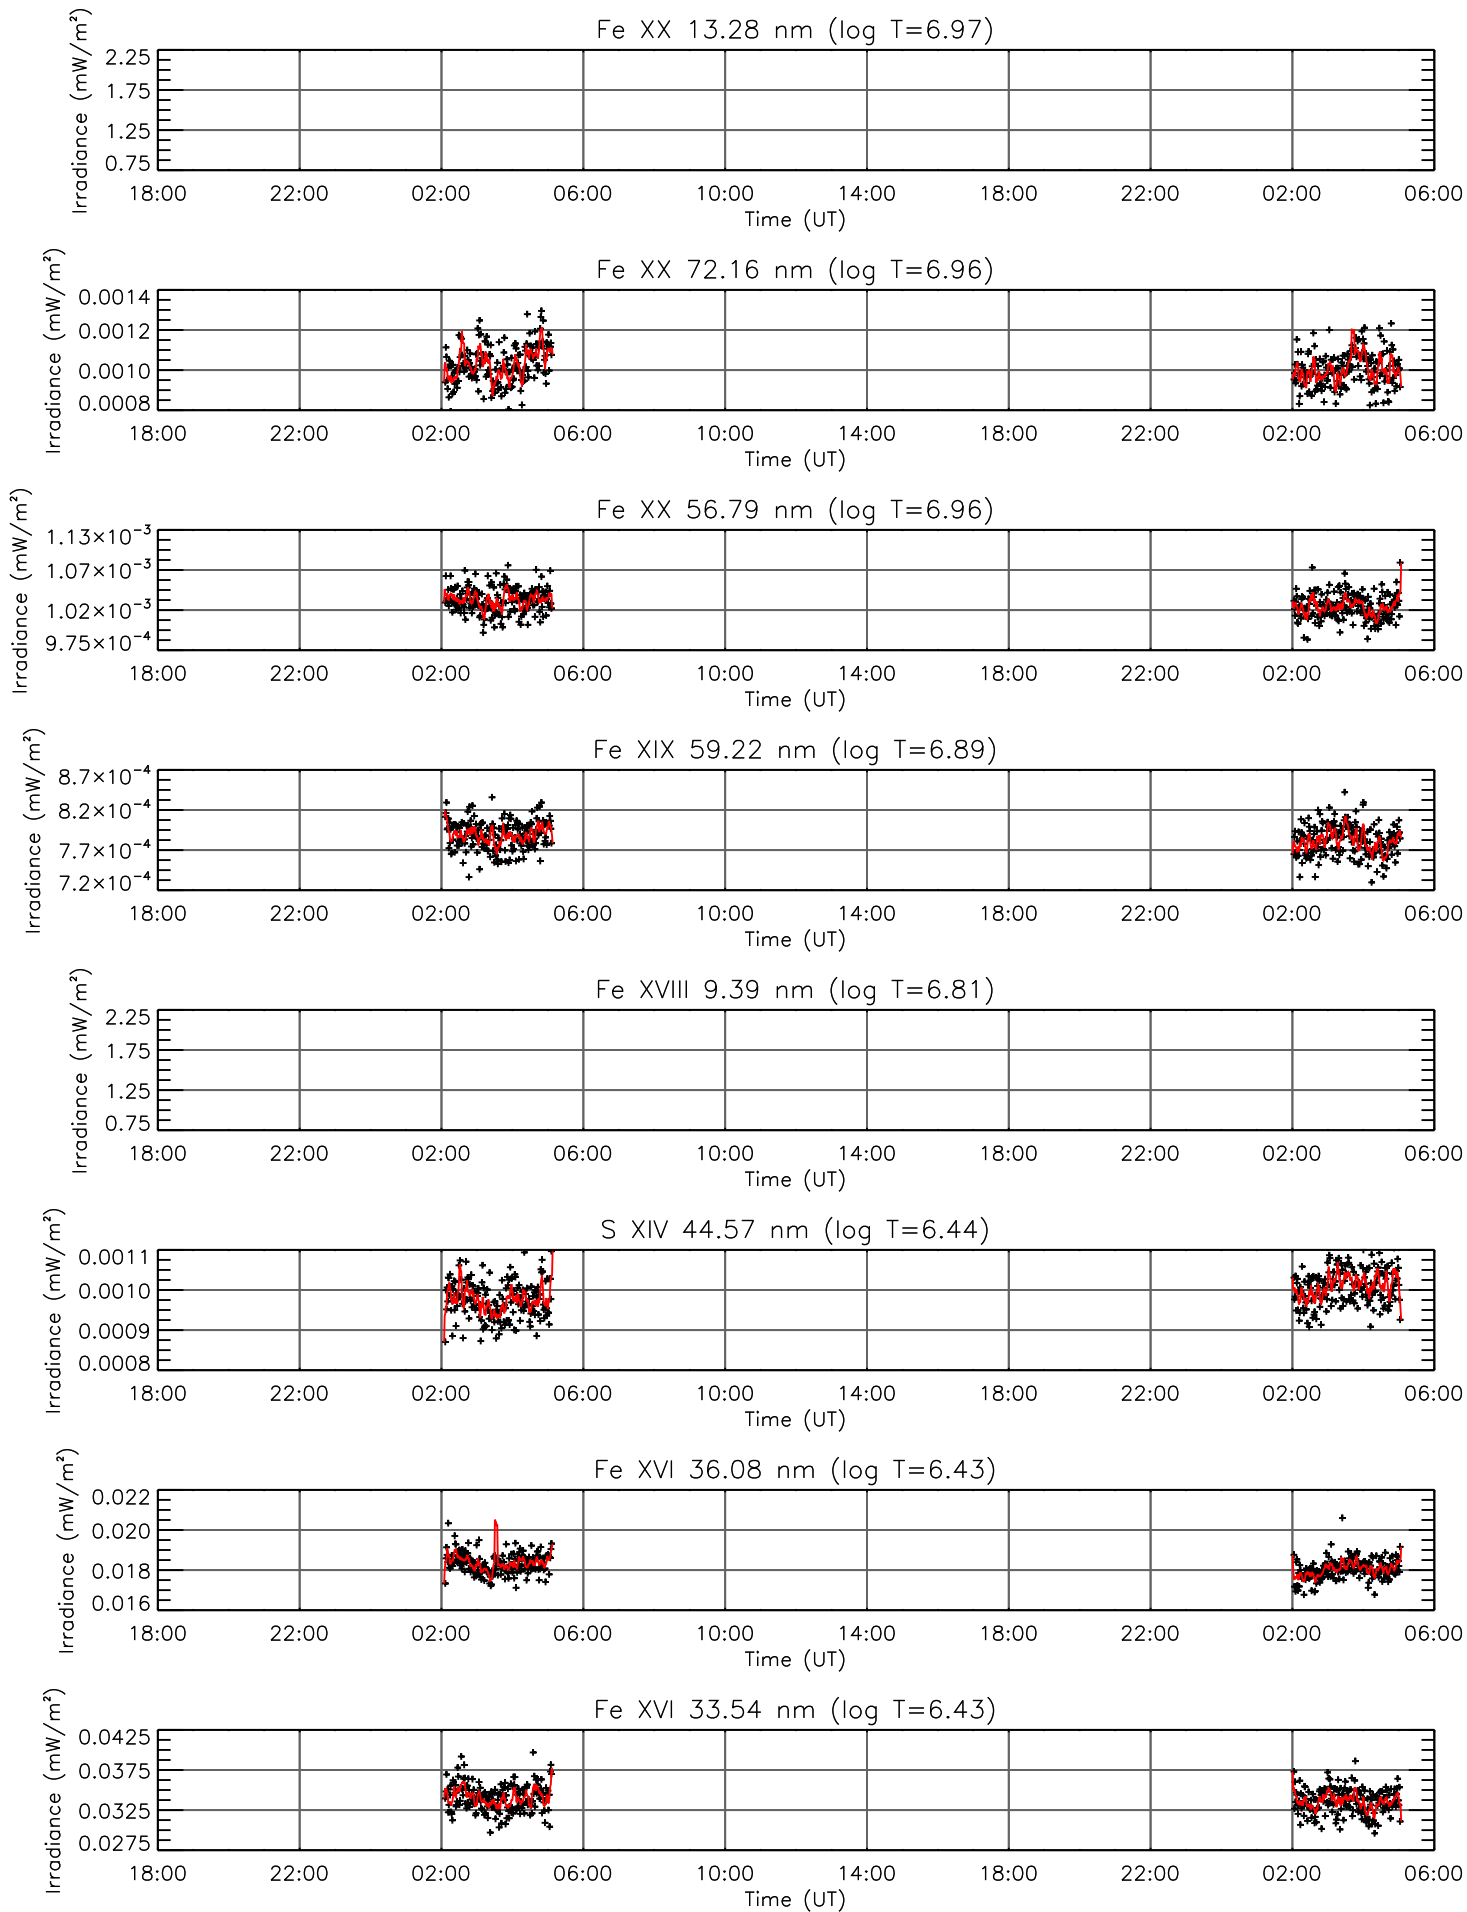 Fe XX 13.28 nm (log T=6.97)
Irradiance (mW/m²)
2.25
1.75
1.25
0.75
18:00 22:00 02:00 06:00 10:00 14:00 18:00 22:00 02:00 06:00
Time (UT)
Fe XX 72.16 nm (log T=6.96)
Irradiance (mW/m²)
0.0014
0.0012
0.0010
0.0008
18:00 22:00 02:00 06:00 10:00 14:00 18:00 22:00 02:00 06:00
Time (UT)
Fe XX 56.79 nm (log T=6.96)
Irradiance (mW/m²)
1.13×10⁻³
1.07×10⁻³
1.02×10⁻³
9.75×10⁻⁴
18:00 22:00 02:00 06:00 10:00 14:00 18:00 22:00 02:00 06:00
Time (UT)
Fe XIX 59.22 nm (log T=6.89)
Irradiance (mW/m²)
8.7×10⁻⁴
8.2×10⁻⁴
7.7×10⁻⁴
7.2×10⁻⁴
18:00 22:00 02:00 06:00 10:00 14:00 18:00 22:00 02:00 06:00
Time (UT)
Fe XVIII 9.39 nm (log T=6.81)
Irradiance (mW/m²)
2.25
1.75
1.25
0.75
18:00 22:00 02:00 06:00 10:00 14:00 18:00 22:00 02:00 06:00
Time (UT)
S XIV 44.57 nm (log T=6.44)
Irradiance (mW/m²)
0.0011
0.0010
0.0009
0.0008
18:00 22:00 02:00 06:00 10:00 14:00 18:00 22:00 02:00 06:00
Time (UT)
Fe XVI 36.08 nm (log T=6.43)
Irradiance (mW/m²)
0.022
0.020
0.018
0.016
18:00 22:00 02:00 06:00 10:00 14:00 18:00 22:00 02:00 06:00
Time (UT)
Fe XVI 33.54 nm (log T=6.43)
Irradiance (mW/m²)
0.0425
0.0375
0.0325
0.0275
18:00 22:00 02:00 06:00 10:00 14:00 18:00 22:00 02:00 06:00
Time (UT)